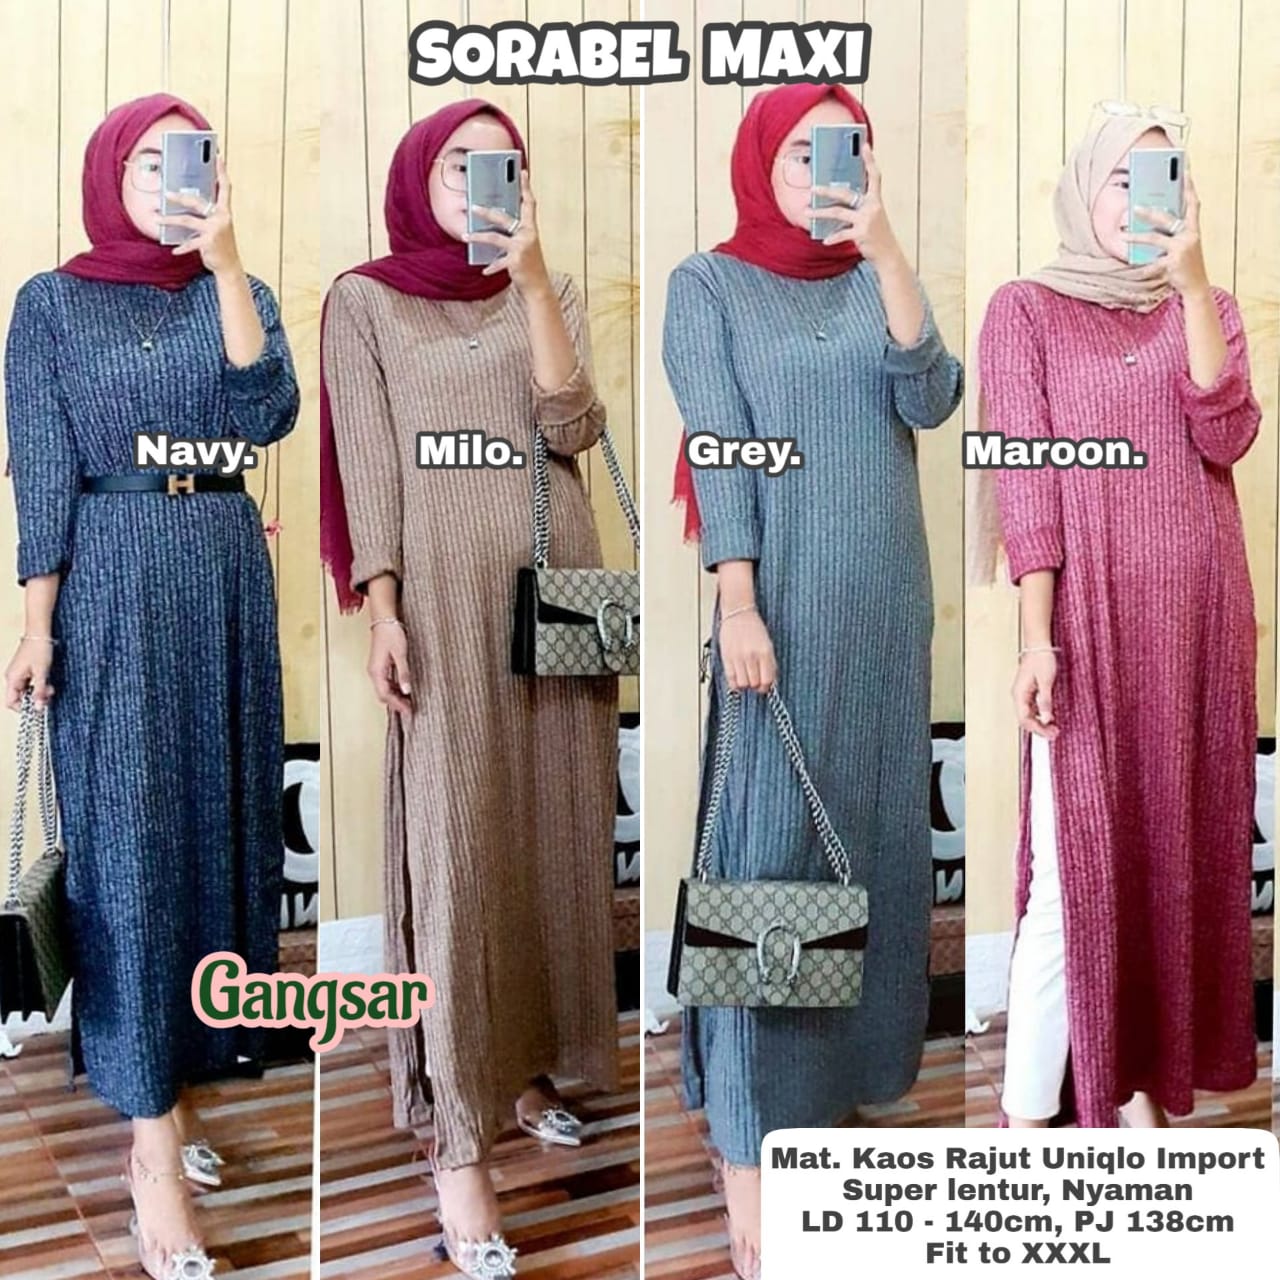 SORABEL MAXI
Navy.
Milo.
Grey.
Maroon.
Gangsar
Mat. Kaos Rajut Uniqlo Import
Super lentur, Nyaman
LD 110 - 140cm, PJ 138cm
Fit to XXXL